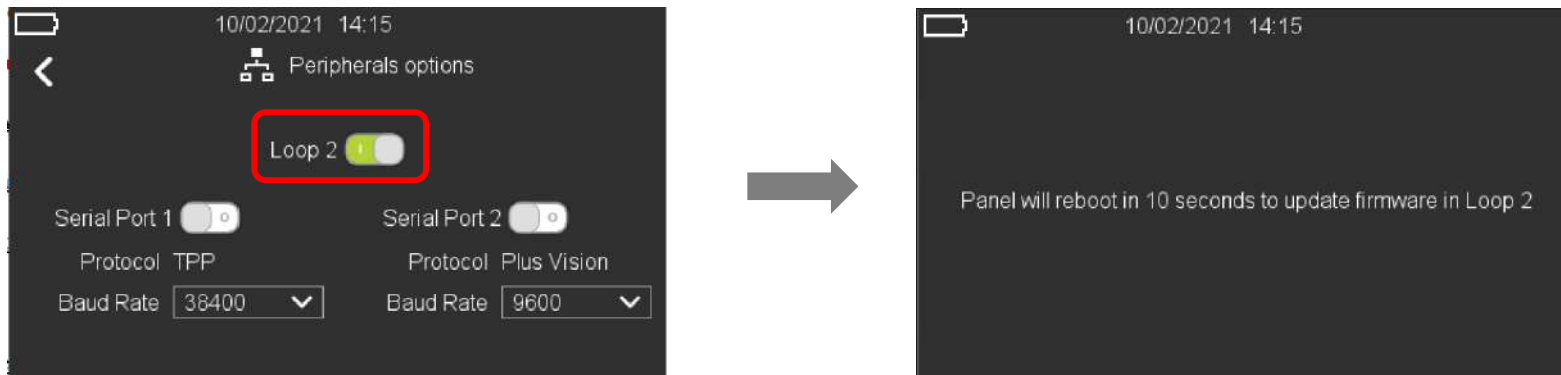 10/02/2021 14:15
Peripherals options
Loop 2
Serial Port 1
Serial Port 2
Protocol TPP
Protocol Plus Vision
Baud Rate 38400
Baud Rate 9600
10/02/2021 14:15
Panel will reboot in 10 seconds to update firmware in Loop 2